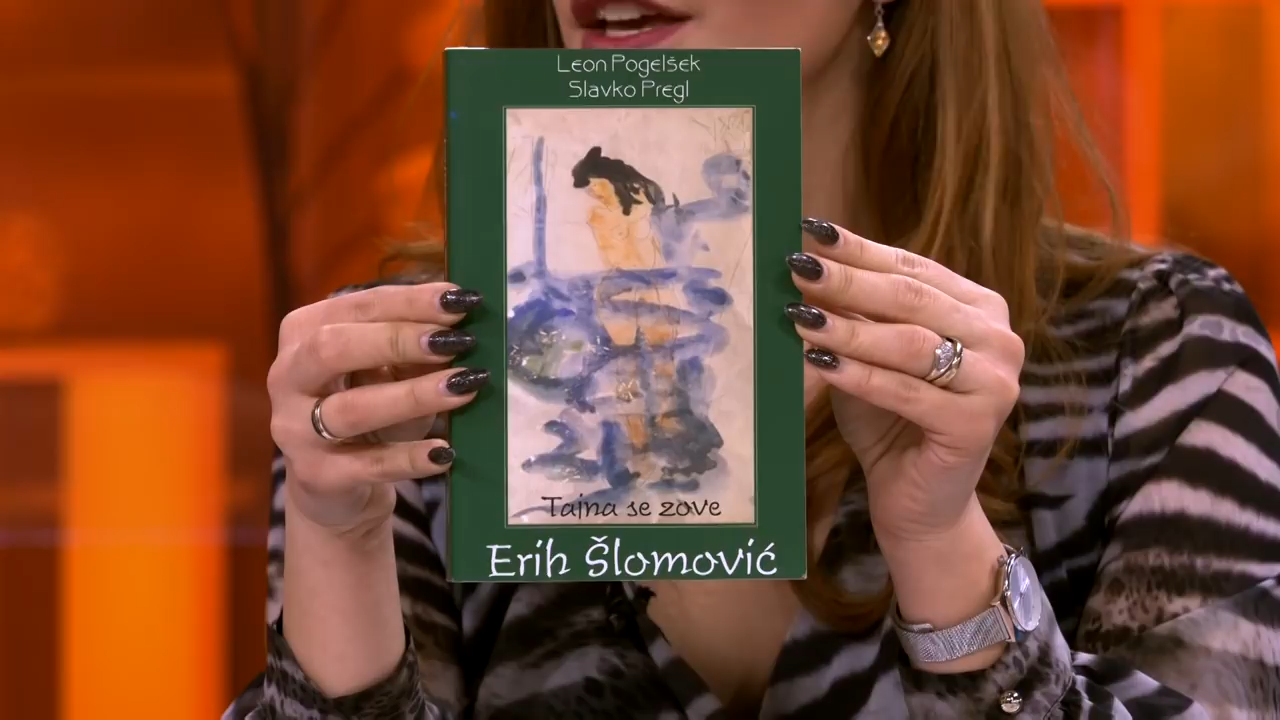 Leon Pogelšek
Slavko Pregl
Tajna se zove
Erih Šlomović